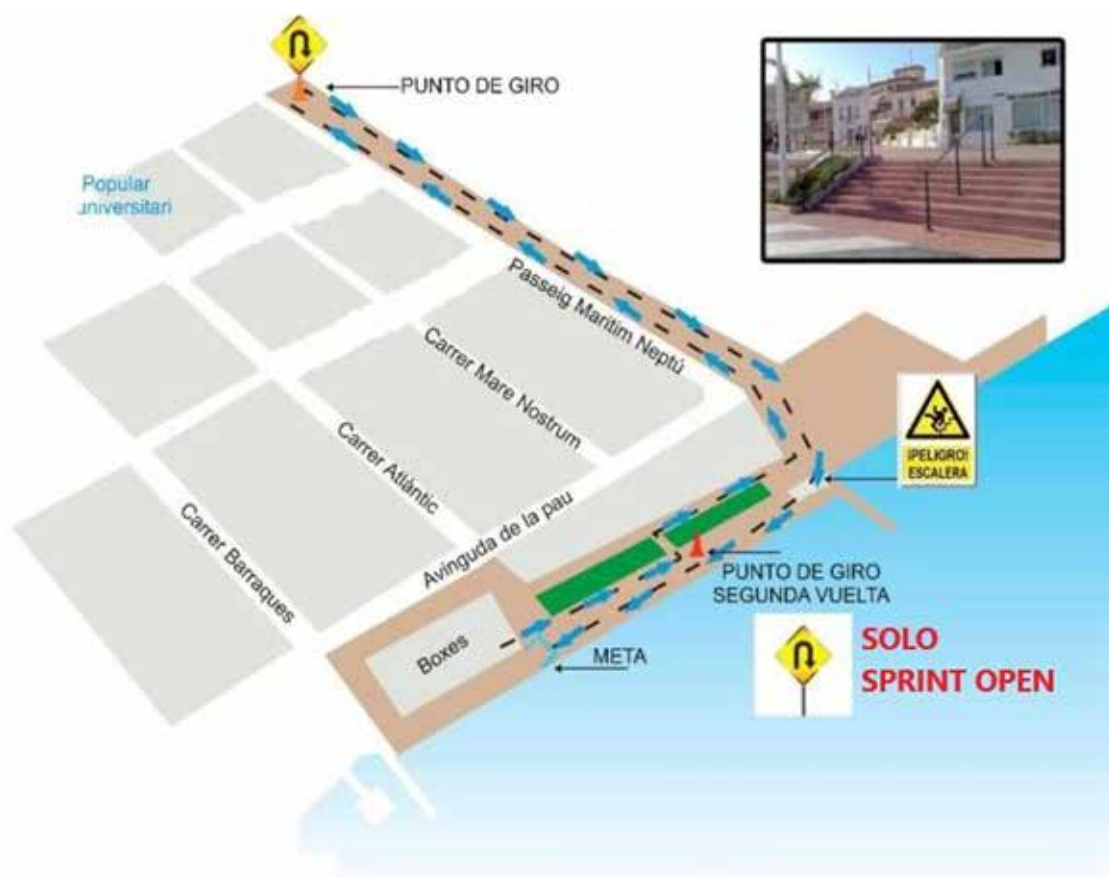 PUNTO DE GIRO
Popular
universitari
Passeig Marítim Neptú
Carrer Mare Nostrum
Carrer Atlántic
Carrer Barraques
Avinguda de la pau
¡PELIGRO!
ESCALERA
PUNTO DE GIRO
SEGUNDA VUELTA
Boxes
META
SOLO
SPRINT OPEN